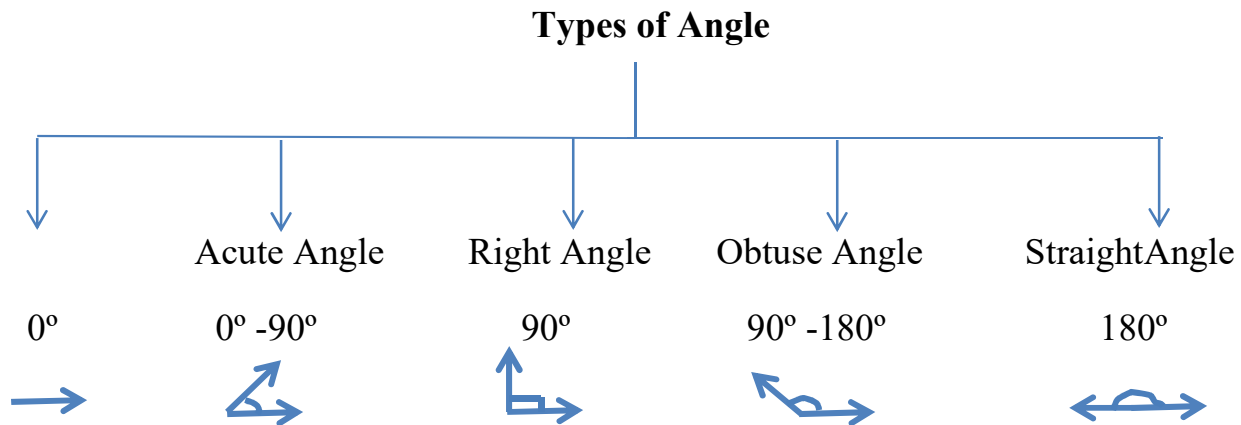 Types of Angle
Acute Angle Right Angle Obtuse Angle StraightAngle
0º 0º -90º 90º 90º -180º 180º